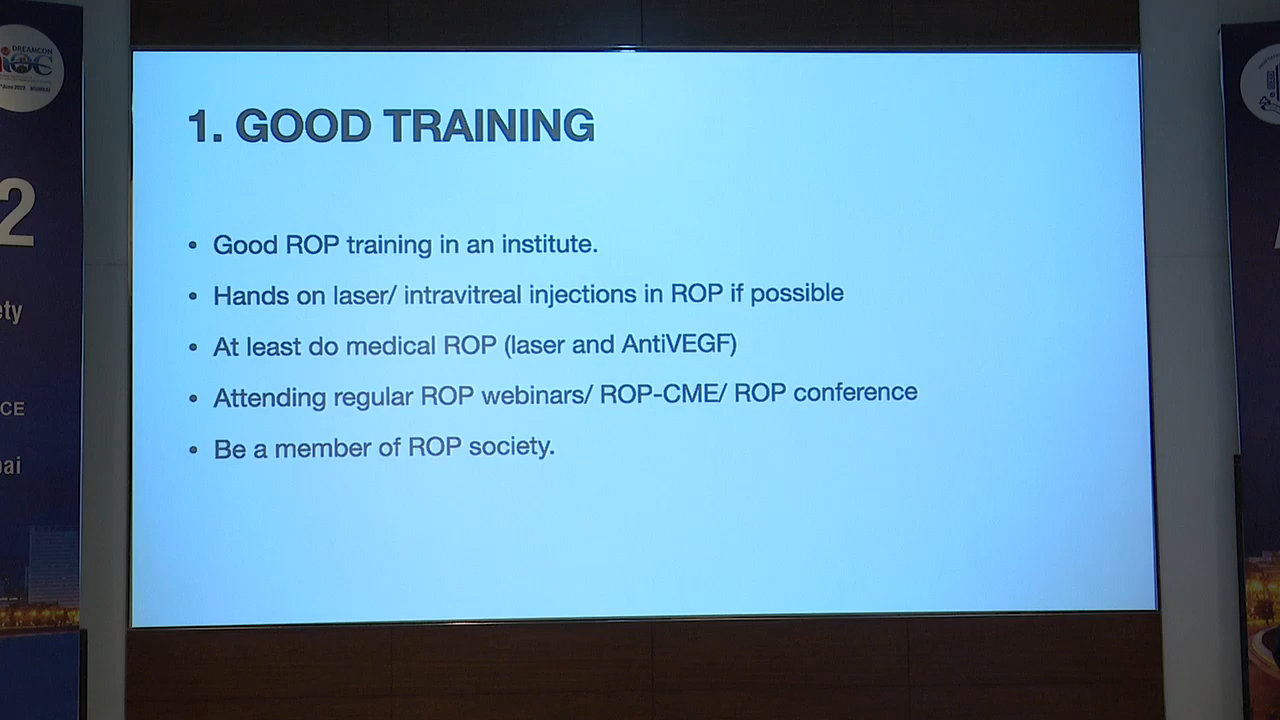 DREAMCON
2
ety
CE
bai
1. GOOD TRAINING
• Good ROP training in an institute.
• Hands on laser/ intravitreal injections in ROP if possible
• At least do medical ROP (laser and AntiVEGF)
• Attending regular ROP webinars/ ROP-CME/ ROP conference
• Be a member of ROP society.